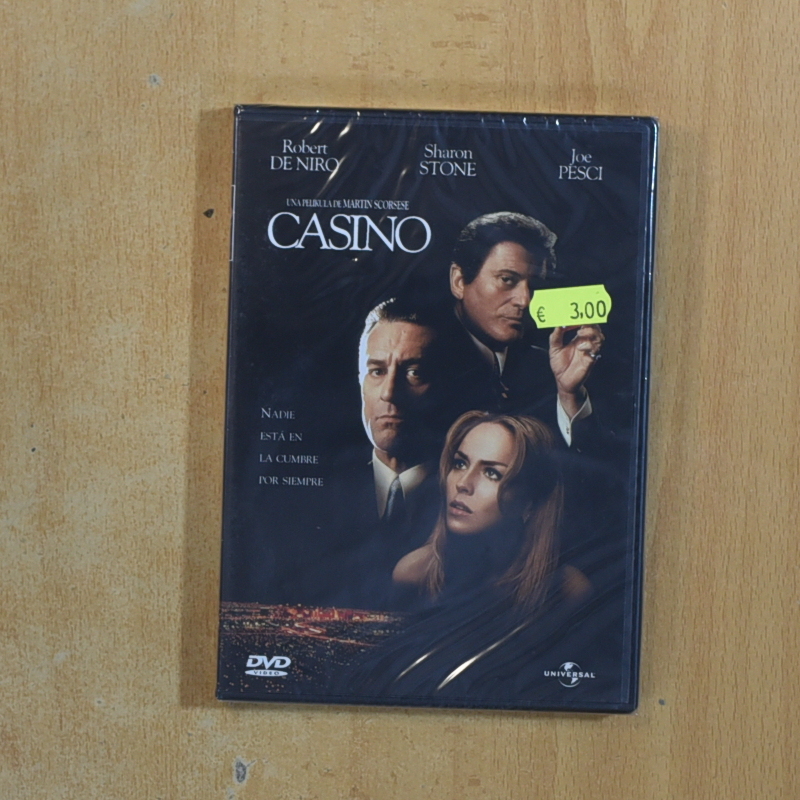 Robert
DE NIRO
Sharon
STONE
Joe
PESCI
UNA PELÍKULA DE MARTIN SCORSESE
CASINO
€ 3,00
NADIE
ESTÁ EN
LA CUMBRE
POR SIEMPRE
DVD
VIDEO
UNIVERSAL